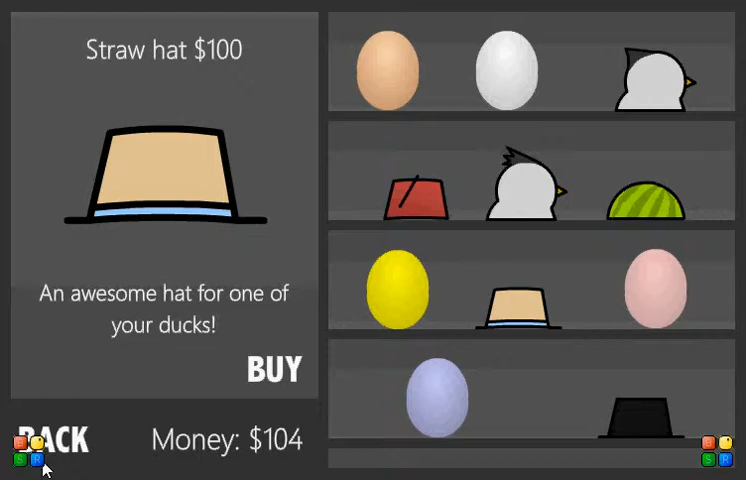 Straw hat $100
An awesome hat for one of
your ducks!
BUY
BACK
Money: $104